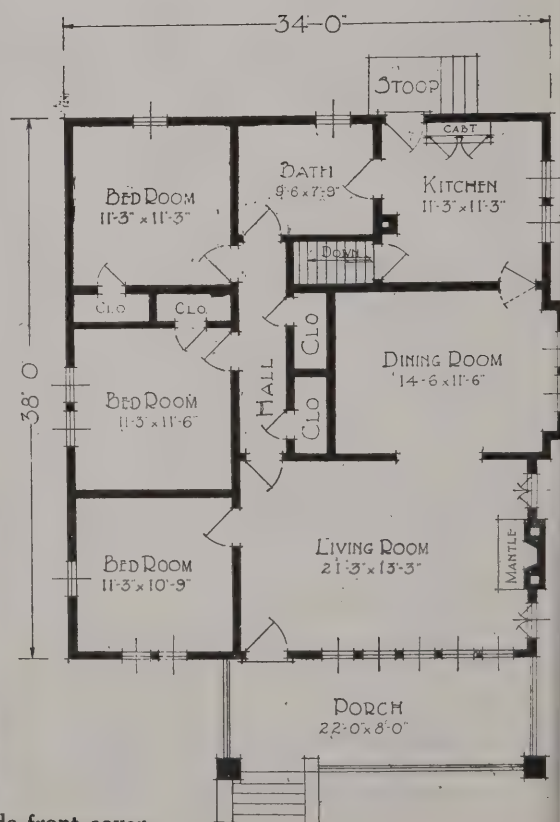 34'-0"
STOOP
CABT
BATH
9'-6 x 7'-9"
KITCHEN
11'-3" x 11'-3"
BED ROOM
11'-3" x 11'-3"
DOWN
CLO
CLO.
CLO
HALL
DINING ROOM
14-6 x 11'-6"
38'0"
BED ROOM
11'-3" x 11'-6"
CLO
LIVING ROOM
21'-3" x 13'-3"
MANTLE
BED ROOM
11'-3" x 10'-9"
PORCH
22'-0" x 8'-0"
de front cover